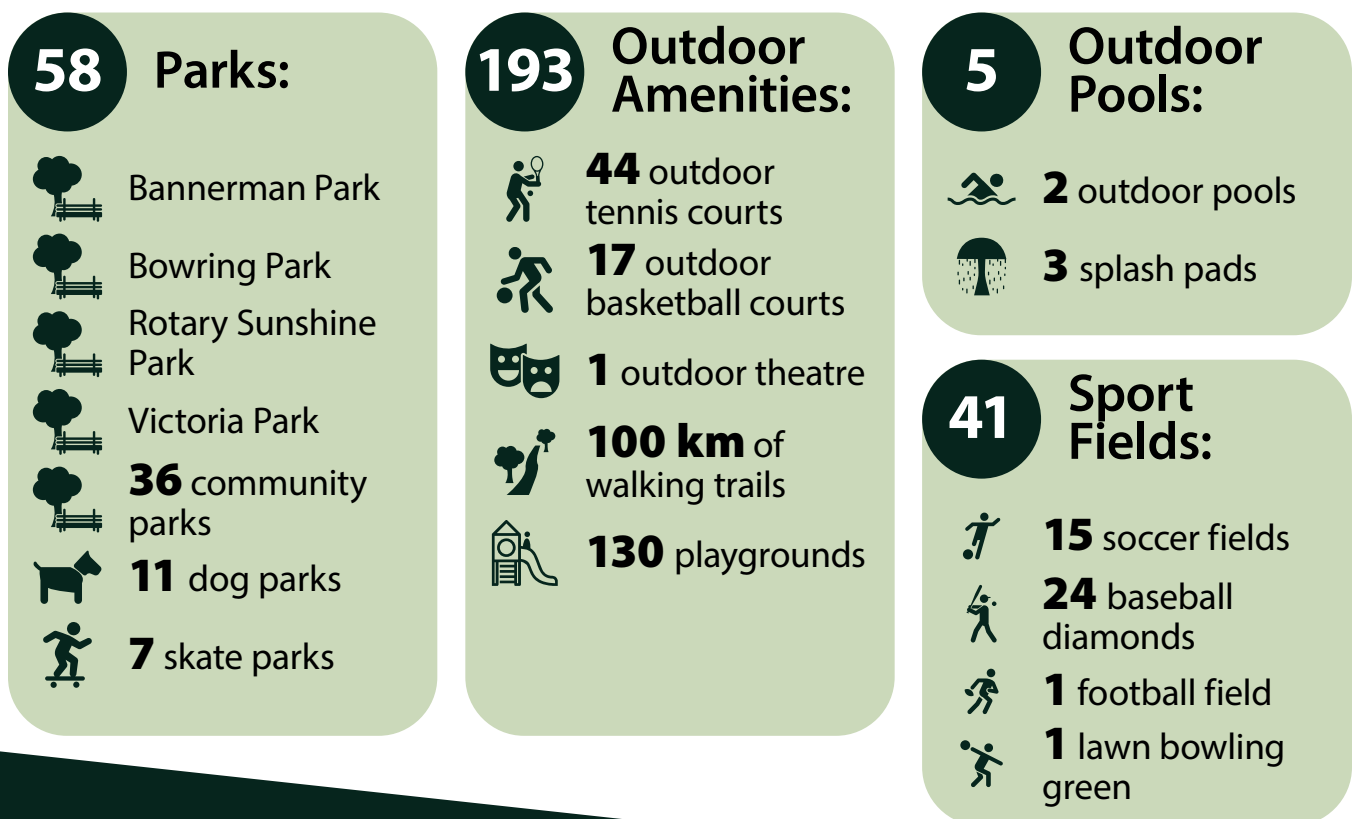 58
Parks:
Bannerman Park
Bowring Park
Rotary Sunshine
Park
Victoria Park
36 community
parks
11 dog parks
7 skate parks
193
Outdoor
Amenities:
44 outdoor
tennis courts
17 outdoor
basketball courts
1 outdoor theatre
100 km of
walking trails
130 playgrounds
5
Outdoor
Pools:
2 outdoor pools
3 splash pads
41
Sport
Fields:
15 soccer fields
24 baseball
diamonds
1 football field
1 lawn bowling
green